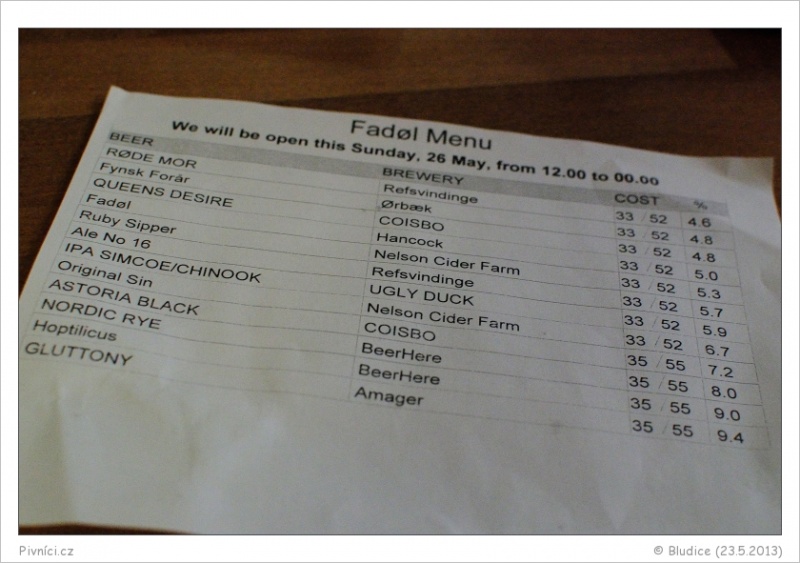 Fadøl Menu
We will be open this Sunday, 26 May, from 12.00 to 00.00
BEER BREWERY COST %
RØDE MOR Refsvindinge 33 / 52 4.6
Fynsk Forår Ørbæk 33 / 52 4.8
QUEENS DESIRE COISBO 33 / 52 4.8
Fadøl Hancock 33 / 52 5.0
Ruby Sipper Nelson Cider Farm 33 / 52 5.3
Ale No 16 Refsvindinge 33 / 52 5.7
IPA SIMCOE/CHINOOK UGLY DUCK 33 / 52 5.9
Original Sin Nelson Cider Farm 33 / 52 6.7
ASTORIA BLACK COISBO 35 / 55 7.2
NORDIC RYE BeerHere 35 / 55 8.0
Hoptilicus BeerHere 35 / 55 9.0
GLUTTONY Amager 35 / 55 9.4
Pivníci.cz © Bludice (23.5.2013)